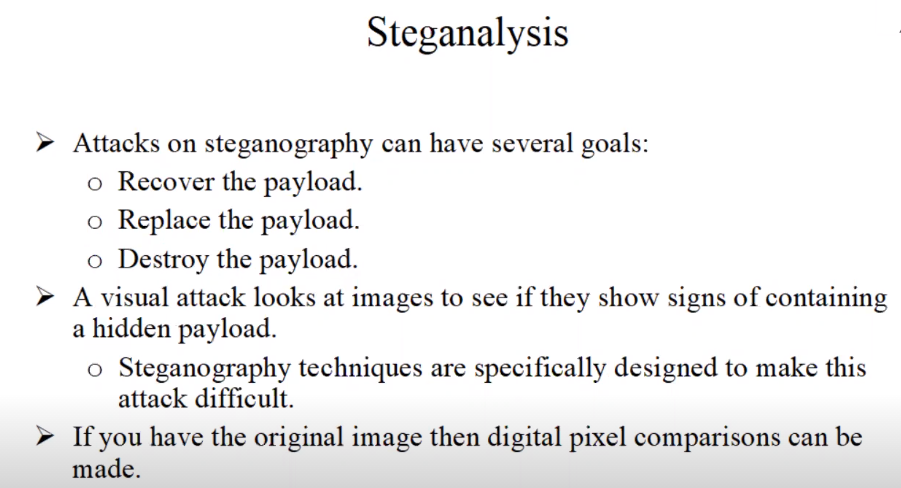 Steganalysis
➢ Attacks on steganography can have several goals:
o Recover the payload.
o Replace the payload.
o Destroy the payload.
➢ A visual attack looks at images to see if they show signs of containing
a hidden payload.
o Steganography techniques are specifically designed to make this
attack difficult.
➢ If you have the original image then digital pixel comparisons can be
made.